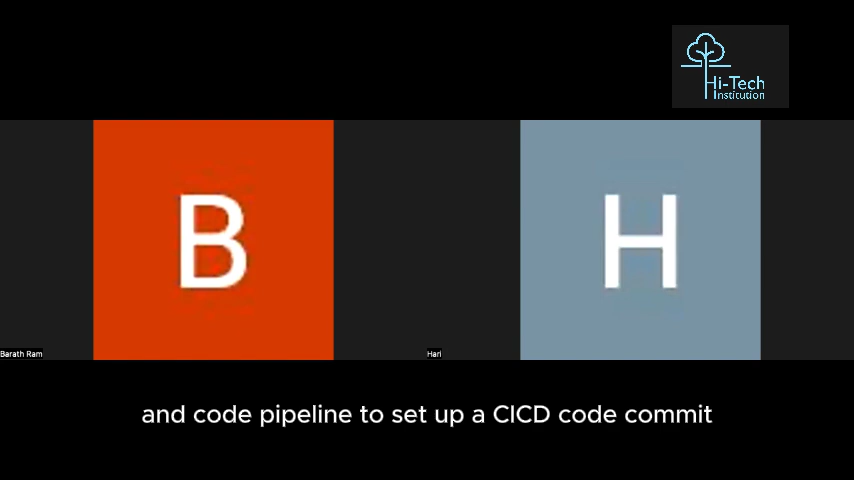 Hi-Tech
Institution
B
H
Barath Ram
Hari
and code pipeline to set up a CICD code commit